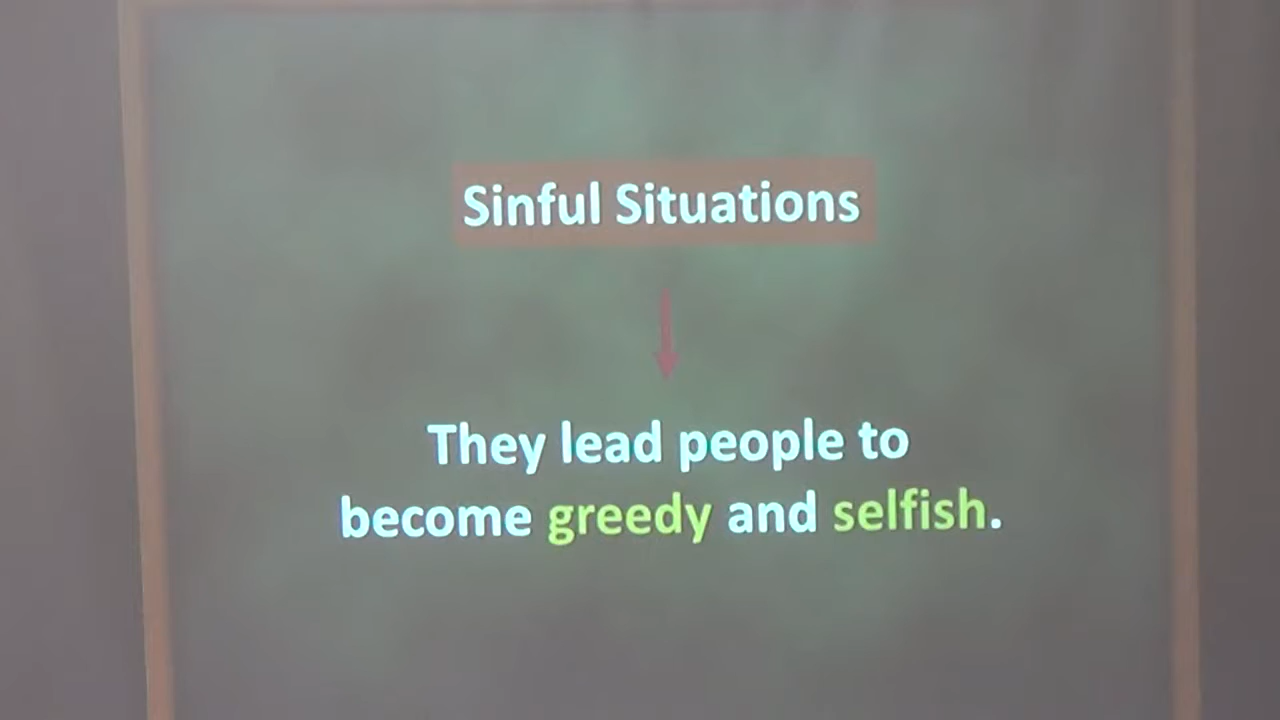 Sinful Situations
They lead people to
become greedy and selfish.